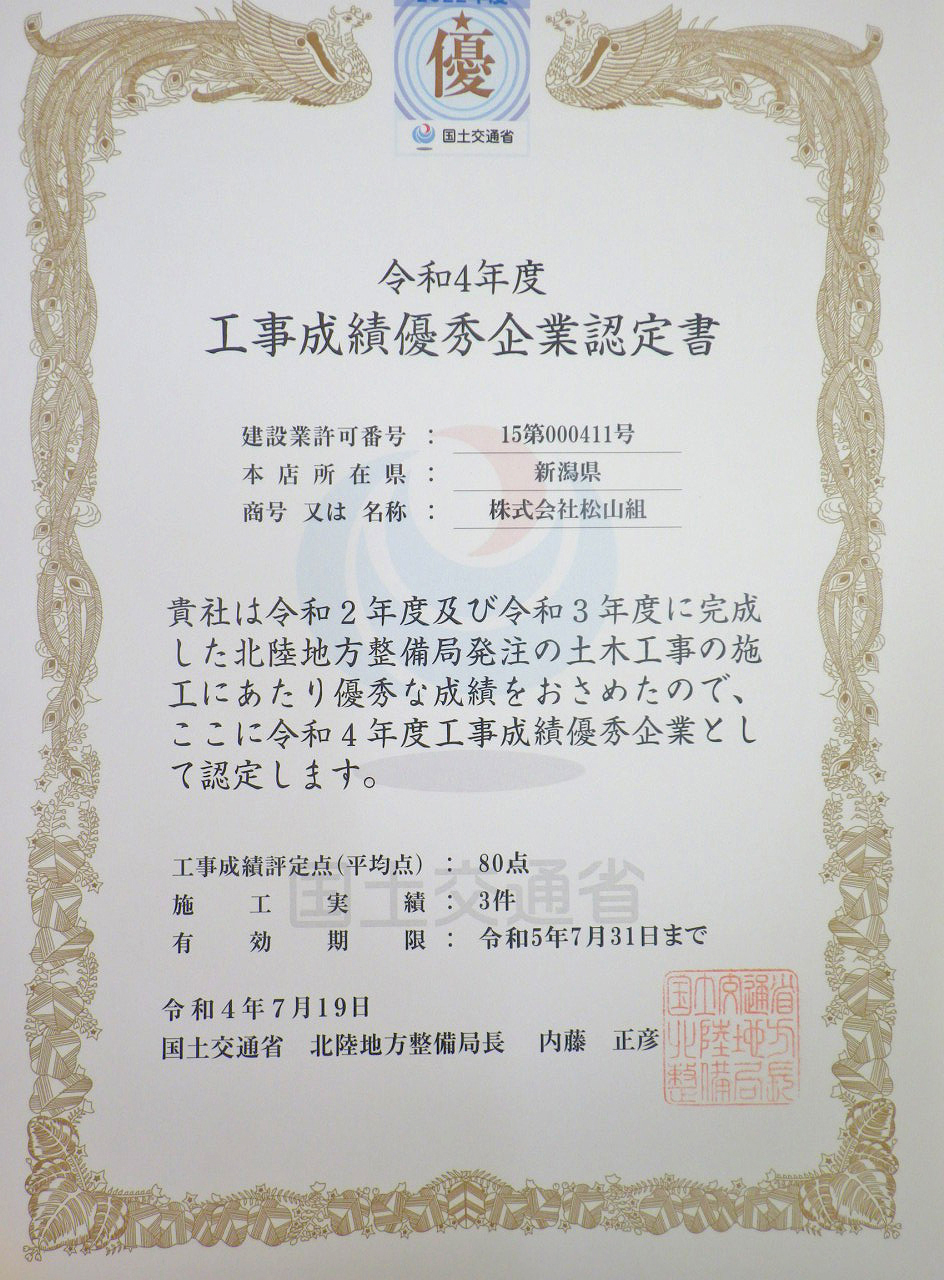 優
国土交通省
令和4年度
工事成績優秀企業認定書
建設業許可番号 : 15第000411号
本店所在県 : 新潟県
商号 又は 名称 : 株式会社松山組
貴社は令和2年度及び令和3年度に完成
した北陸地方整備局発注の土木工事の施
工にあたり優秀な成績をおさめたので、
ここに令和4年度工事成績優秀企業とし
て認定します。
工事成績評定点(平均点) : 80点
国土交通省
施工実績 : 3件
有効期限 : 令和5年7月31日まで
令和4年7月19日
国土交通省 北陸地方整備局長 内藤 正彦
国土交通省
北陸地方
整備局長